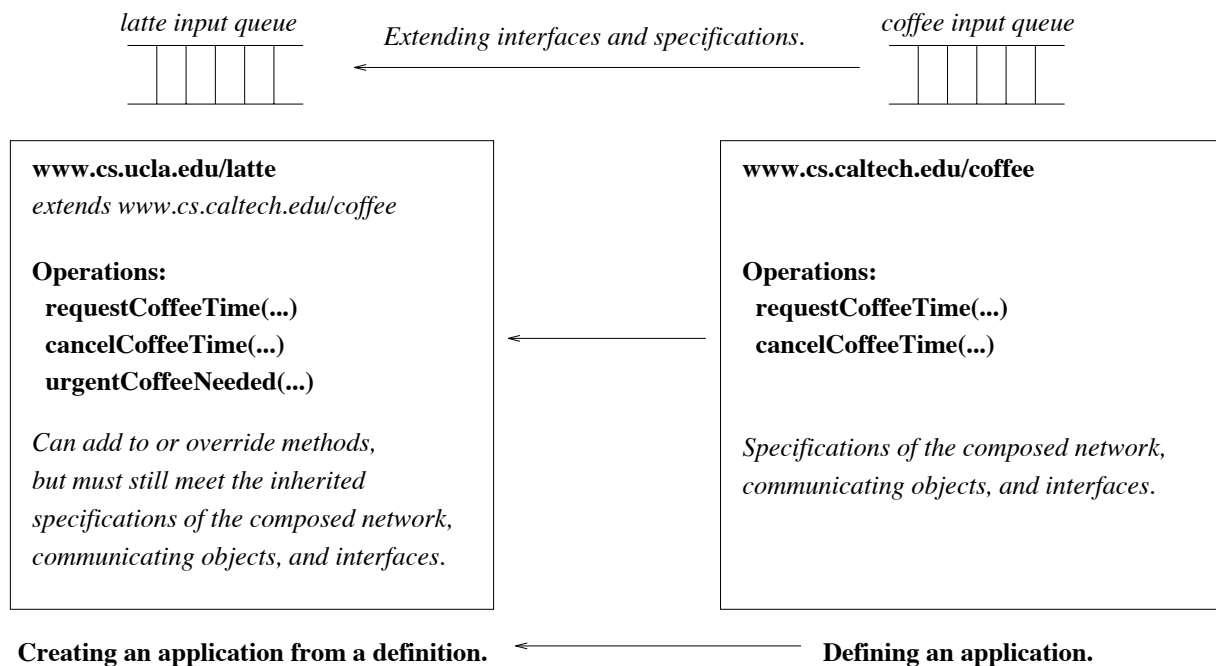 latte input queue
Extending interfaces and specifications.
coffee input queue
www.cs.ucla.edu/latte
extends www.cs.caltech.edu/coffee
Operations:
requestCoffeeTime(...)
cancelCoffeeTime(...)
urgentCoffeeNeeded(...)
Can add to or override methods,
but must still meet the inherited
specifications of the composed network,
communicating objects, and interfaces.
www.cs.caltech.edu/coffee
Operations:
requestCoffeeTime(...)
cancelCoffeeTime(...)
Specifications of the composed network,
communicating objects, and interfaces.
Creating an application from a definition.
Defining an application.